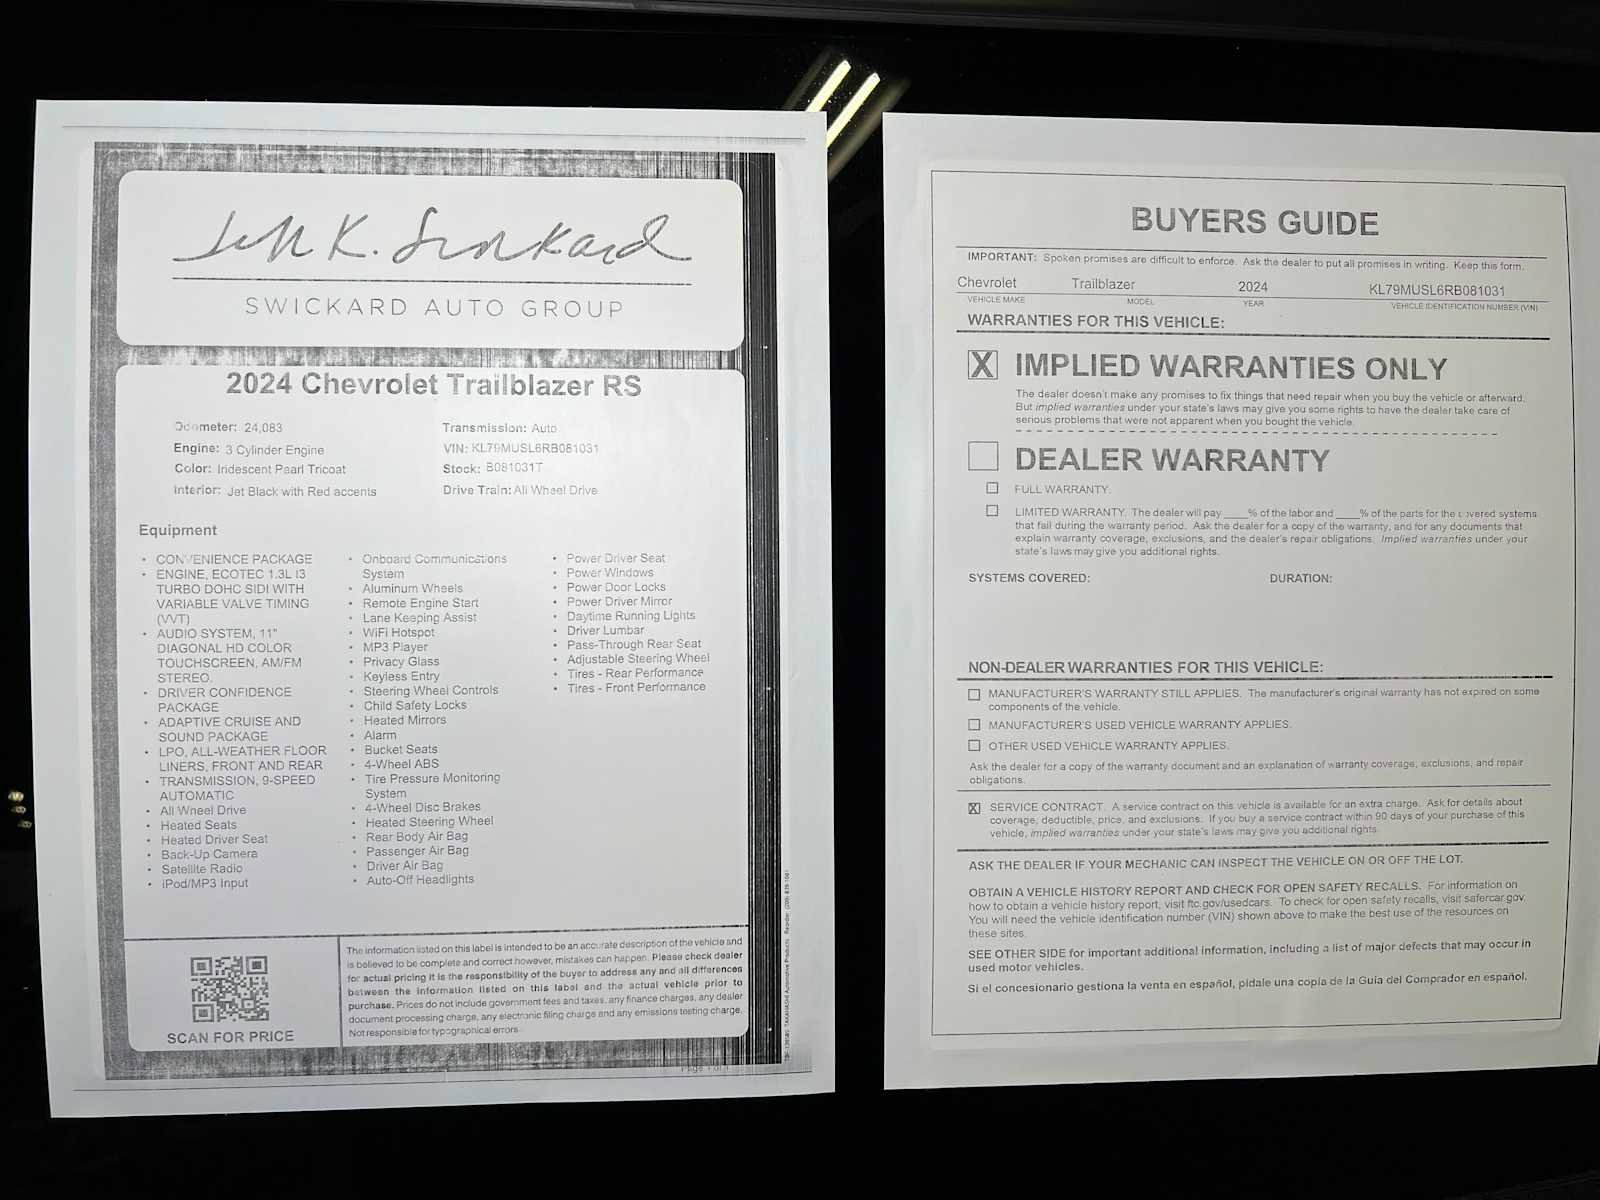 SWICKARD AUTO GROUP
2024 Chevrolet Trailblazer RS
Odometer: 24,083
Engine: 3 Cylinder Engine
Color: Iridescent Paarl Tricoat
Interior: Jet Black with Red accents
Transmission: Auto
VIN: KL79MUSL6RB081031
Stock: B081031T
Drive Train: All Wheel Drive
Equipment
• CONVENIENCE PACKAGE
• ENGINE, ECOTEC 1.3L I3
TURBO DOHC SIDI WITH
VARIABLE VALVE TIMING
(VVT)
• AUDIO SYSTEM, 11"
DIAGONAL HD COLOR
TOUCHSCREEN, AM/FM
STEREO.
• DRIVER CONFIDENCE
PACKAGE
• ADAPTIVE CRUISE AND
SOUND PACKAGE
• LPO, ALL-WEATHER FLOOR
LINERS, FRONT AND REAR
• TRANSMISSION, 9-SPEED
AUTOMATIC
• All Wheel Drive
• Heated Seats
• Heated Driver Seat
• Back-Up Camera
• Satellite Radio
• iPod/MP3 Input
• Onboard Communications
System
• Aluminum Wheels
• Remote Engine Start
• Lane Keeping Assist
• WiFi Hotspot
• MP3 Player
• Privacy Glass
• Keyless Entry
• Steering Wheel Controls
• Child Safety Locks
• Heated Mirrors
• Alarm
• Bucket Seats
• 4-Wheel ABS
• Tire Pressure Monitoring
System
• 4-Wheel Disc Brakes
• Heated Steering Wheel
• Rear Body Air Bag
• Passenger Air Bag
• Driver Air Bag
• Auto-Off Headlights
• Power Driver Seat
• Power Windows
• Power Door Locks
• Power Driver Mirror
• Daytime Running Lights
• Driver Lumbar
• Pass-Through Rear Seat
• Adjustable Steering Wheel
• Tires - Rear Performance
• Tires - Front Performance
SCAN FOR PRICE
The information listed on this label is intended to be an accurate description of the vehicle and
is believed to be complete and correct however, mistakes can happen. Please check dealer
for actual pricing it is the responsibility of the buyer to address any and all differences
between the information listed on this label and the actual vehicle prior to
purchase. Prices do not include government fees and taxes, any finance charges, any dealer
document processing charge, any electronic filing charge and any emissions testing charge.
Not responsible for typographical errors.
Page 1 of 1
BUYERS GUIDE
IMPORTANT: Spoken promises are difficult to enforce. Ask the dealer to put all promises in writing. Keep this form.
Chevrolet Trailblazer 2024 KL79MUSL6RB081031
VEHICLE MAKE MODEL YEAR VEHICLE IDENTIFICATION NUMBER (VIN)
WARRANTIES FOR THIS VEHICLE:
X IMPLIED WARRANTIES ONLY
The dealer doesn't make any promises to fix things that need repair when you buy the vehicle or afterward.
But implied warranties under your state's laws may give you some rights to have the dealer take care of
serious problems that were not apparent when you bought the vehicle.
DEALER WARRANTY
FULL WARRANTY.
LIMITED WARRANTY. The dealer will pay ____% of the labor and ____% of the parts for the covered systems
that fail during the warranty period. Ask the dealer for a copy of the warranty, and for any documents that
explain warranty coverage, exclusions, and the dealer's repair obligations. Implied warranties under your
state's laws may give you additional rights.
SYSTEMS COVERED: DURATION:
NON-DEALER WARRANTIES FOR THIS VEHICLE:
MANUFACTURER'S WARRANTY STILL APPLIES. The manufacturer's original warranty has not expired on some
components of the vehicle.
MANUFACTURER'S USED VEHICLE WARRANTY APPLIES.
OTHER USED VEHICLE WARRANTY APPLIES.
Ask the dealer for a copy of the warranty document and an explanation of warranty coverage, exclusions, and repair
obligations.
X SERVICE CONTRACT. A service contract on this vehicle is available for an extra charge. Ask for details about
coverage, deductible, price, and exclusions. If you buy a service contract within 90 days of your purchase of this
vehicle, implied warranties under your state's laws may give you additional rights.
ASK THE DEALER IF YOUR MECHANIC CAN INSPECT THE VEHICLE ON OR OFF THE LOT.
OBTAIN A VEHICLE HISTORY REPORT AND CHECK FOR OPEN SAFETY RECALLS. For information on
how to obtain a vehicle history report, visit ftc.gov/usedcars. To check for open safety recalls, visit safercar.gov.
You will need the vehicle identification number (VIN) shown above to make the best use of the resources on
these sites.
SEE OTHER SIDE for important additional information, including a list of major defects that may occur in
used motor vehicles.
Si el concesionario gestiona la venta en español, pídale una copia de la Guía del Comprador en español.